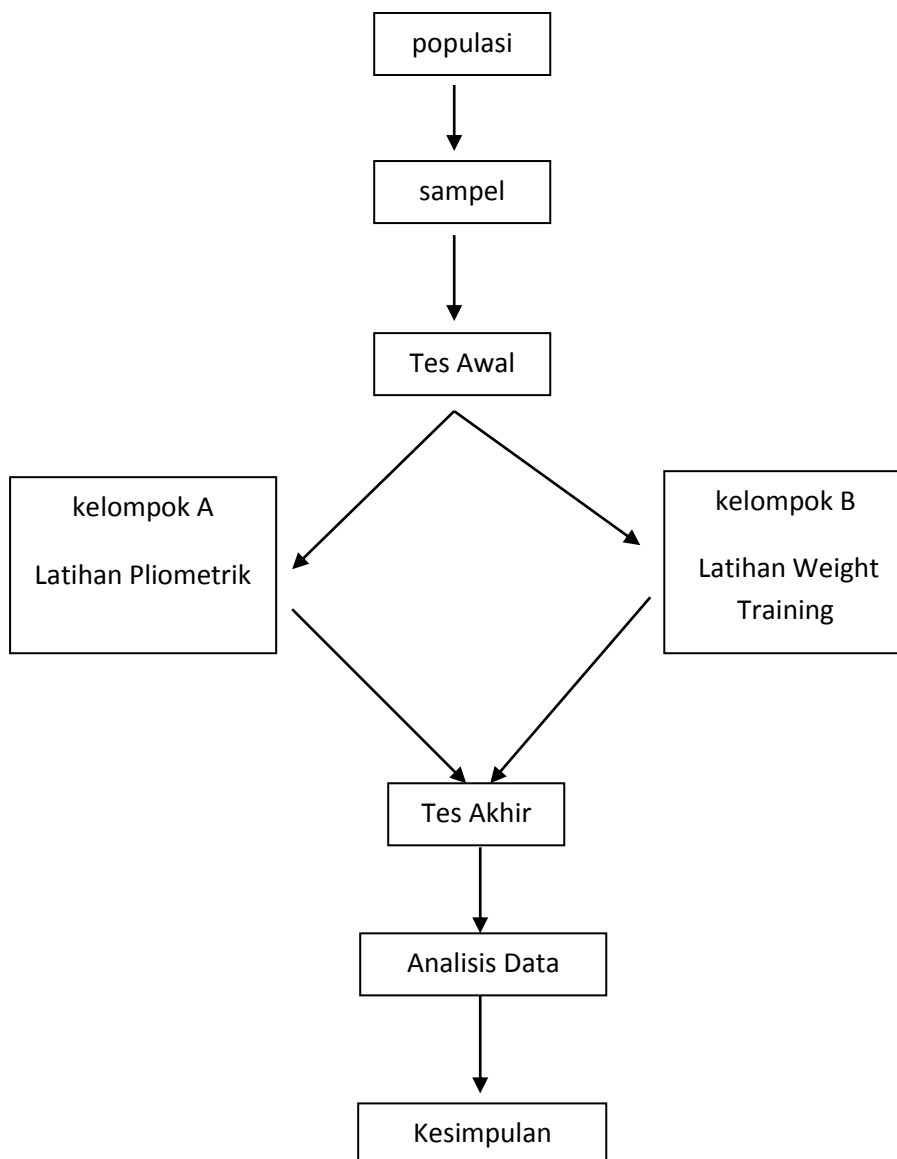 populasi
sampel
Tes Awal
kelompok A
Latihan Pliometrik
kelompok B
Latihan Weight
Training
Tes Akhir
Analisis Data
Kesimpulan